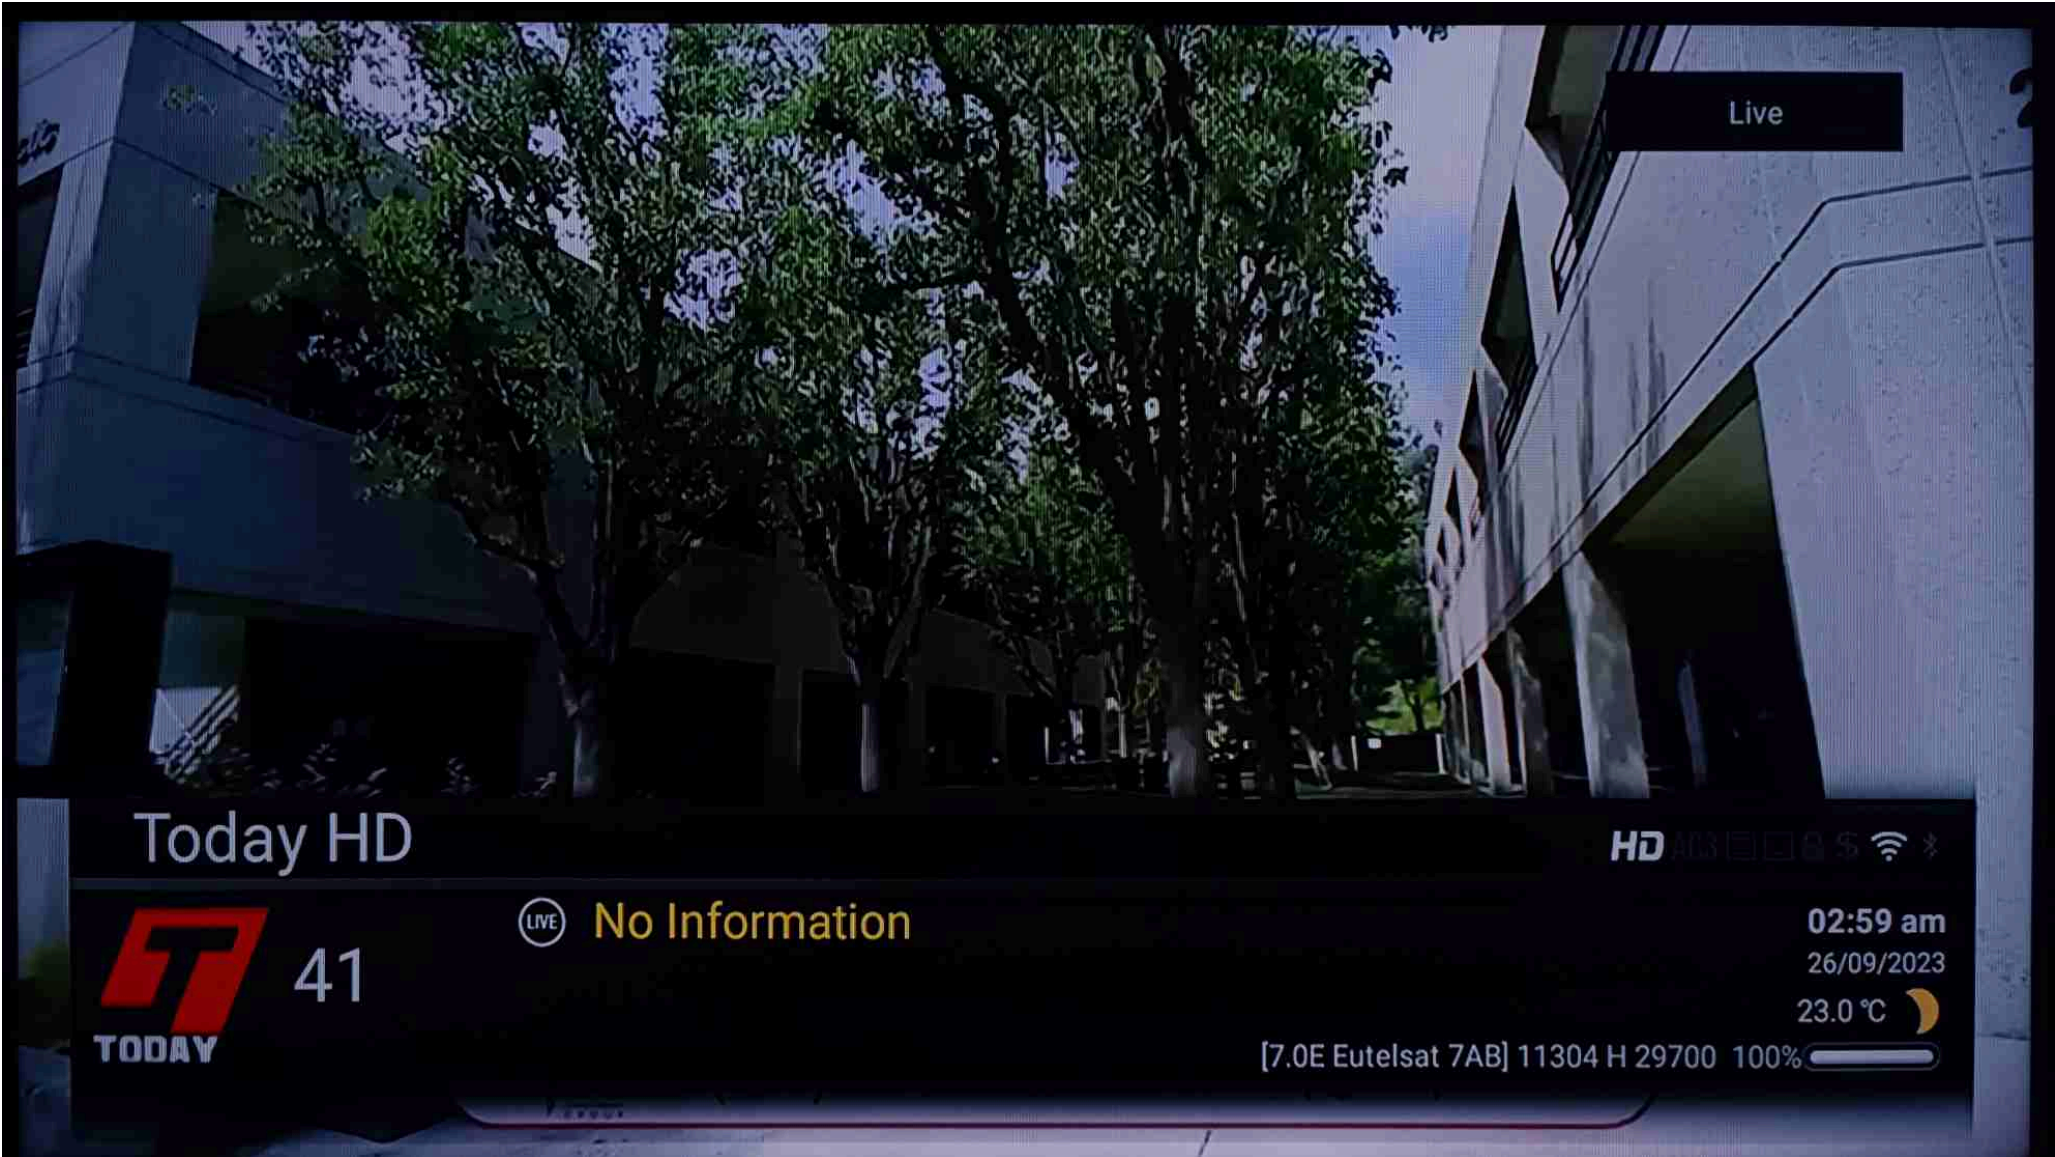 Live
Today HD
HD
LIVE No Information
02:59 am
41
26/09/2023
23.0 °C
TODAY
[7.0E Eutelsat 7AB] 11304 H 29700 100%